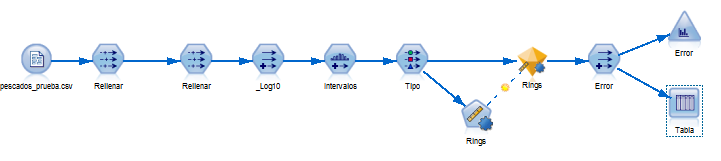 pescados_prueba.csv
Rellenar
Rellenar
_Log10
Intervalos
Tipo
Rings
Error
Error
Rings
Tabla